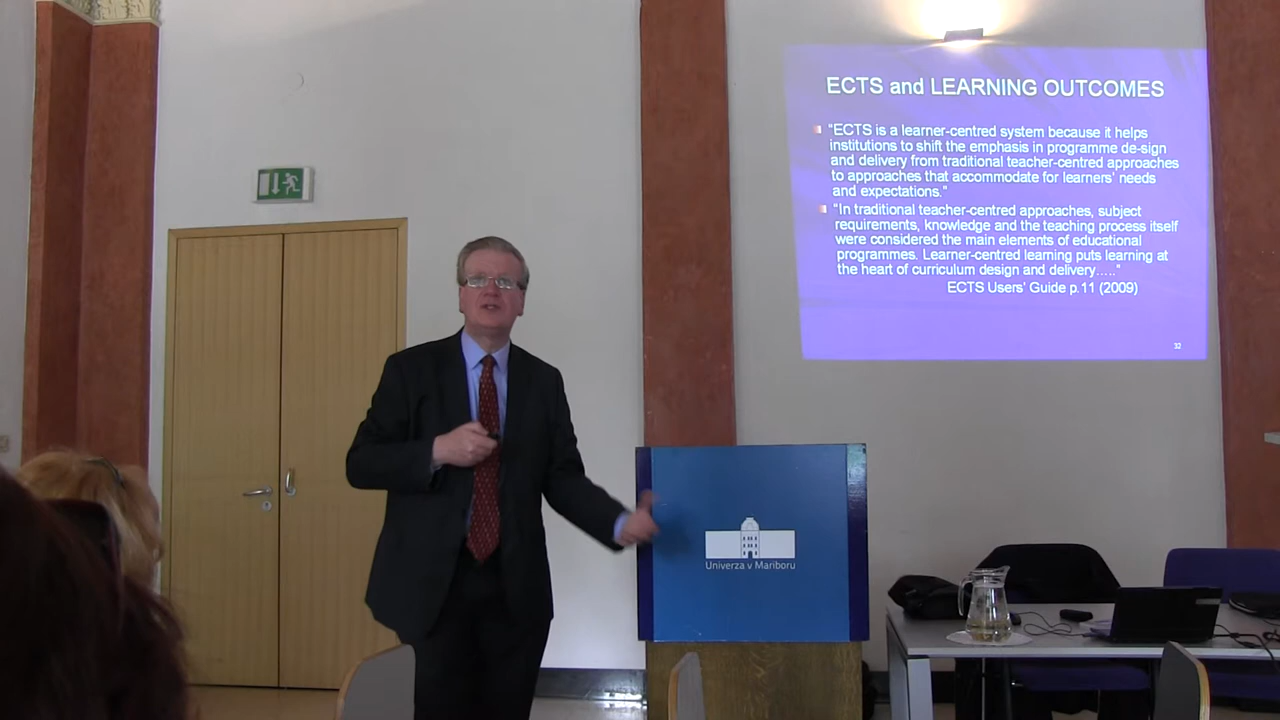 ECTS and LEARNING OUTCOMES
"ECTS is a learner-centred system because it helps
institutions to shift the emphasis in programme de-sign
and delivery from traditional teacher-centred approaches
to approaches that accommodate for learners' needs
and expectations."
"In traditional teacher-centred approaches, subject
requirements, knowledge and the teaching process itself
were considered the main elements of educational
programmes. Learner-centred learning puts learning at
the heart of curriculum design and delivery....."
ECTS Users' Guide p.11 (2009)
32
Univerza v Mariboru